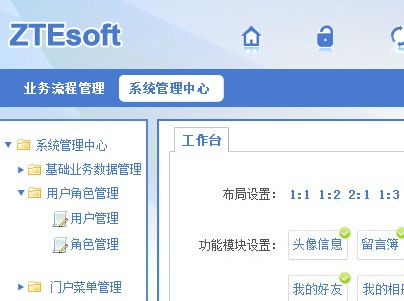 ZTEsoft
业务流程管理 系统管理中心
系统管理中心
基础业务数据管理
用户角色管理
用户管理
角色管理
门户菜单管理
工作台
布局设置： 1:1 1:2 2:1 1:3
功能模块设置： 头像信息 留言簿
我的好友 我的相